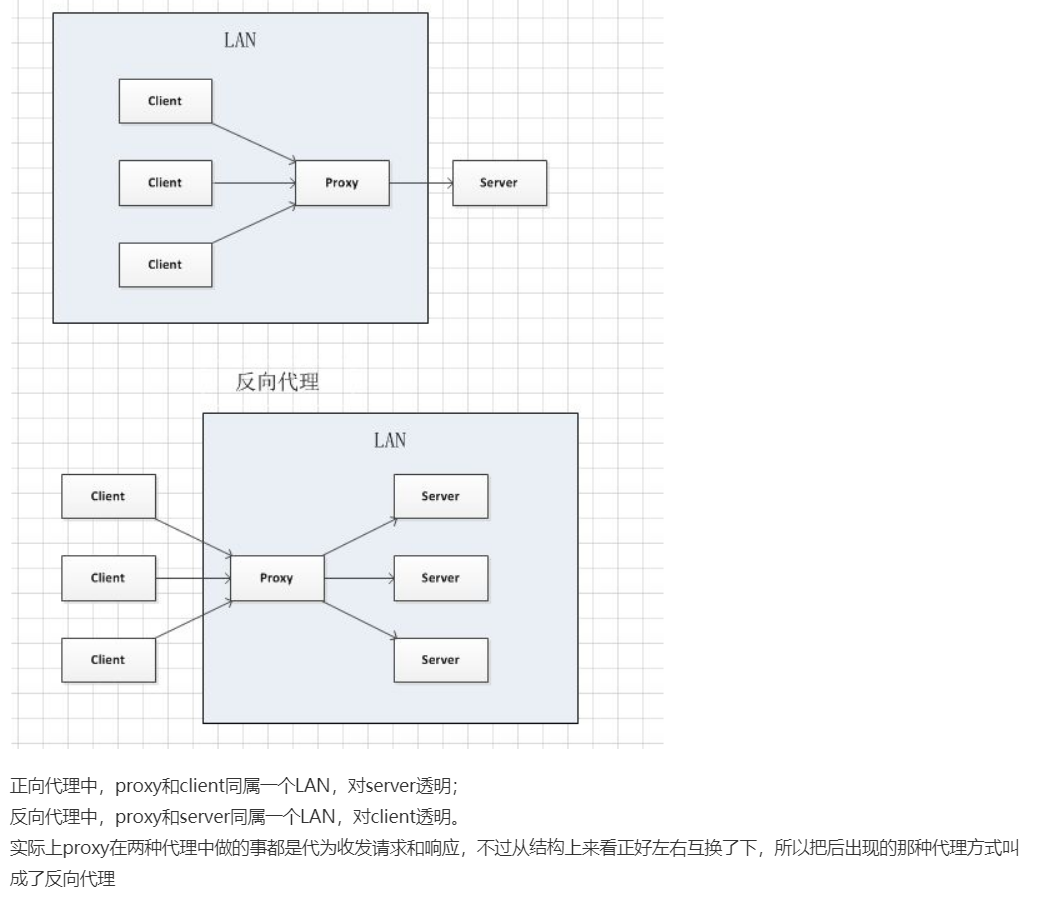 LAN
Client
Client
Proxy
Server
Client
反向代理
LAN
Client
Server
Client
Proxy
Server
Client
Server
正向代理中，proxy和client同属一个LAN，对server透明；
反向代理中，proxy和server同属一个LAN，对client透明。
实际上proxy在两种代理中做的事都是代为收发请求和响应，不过从结构上来看正好左右互换了下，所以把后出现的那种代理方式叫
成了反向代理